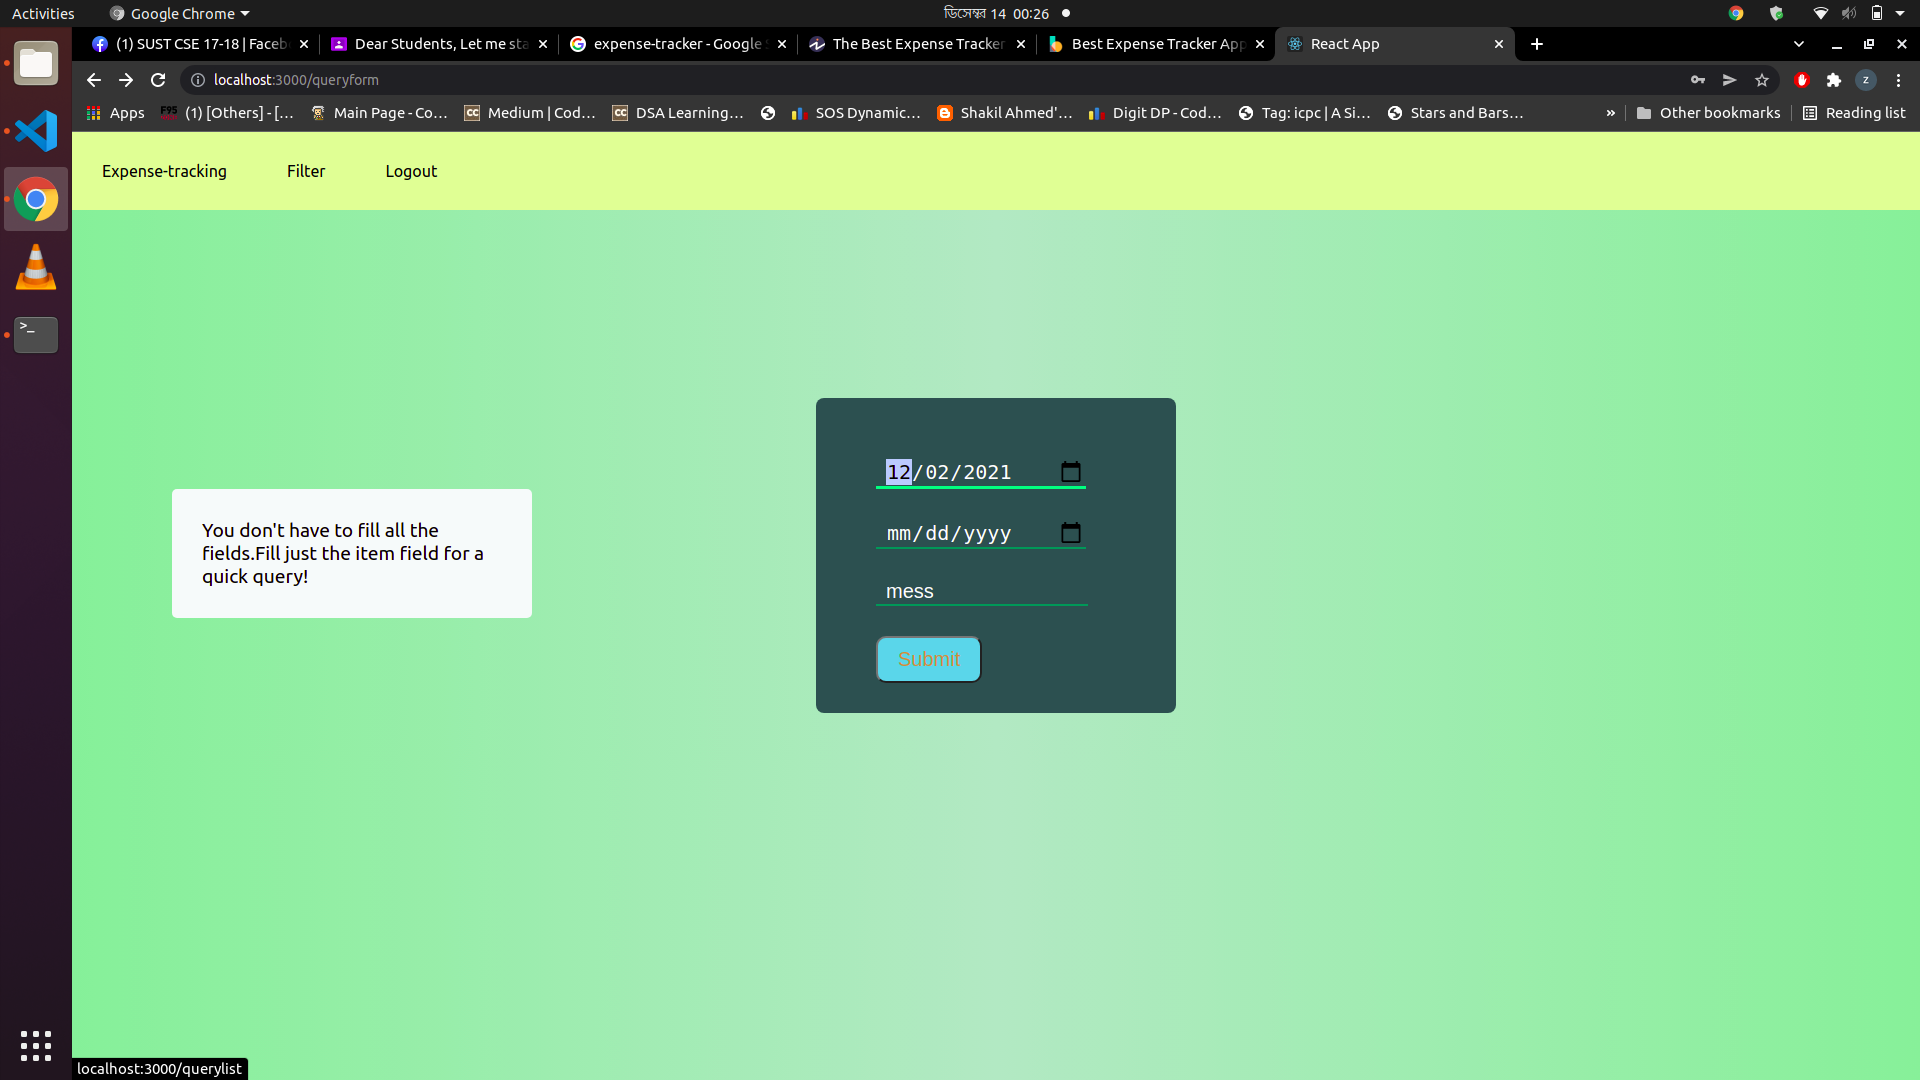 Activities
Google Chrome
ডিসেম্বর 14 00:26
(1) SUST CSE 17-18 | Faceb
Dear Students, Let me sta
expense-tracker - Google S
The Best Expense Tracker
Best Expense Tracker App
React App
localhost:3000/queryform
z
Apps
F95
(1) [Others] - [...
Main Page - Co...
CC
Medium | Cod...
CC
DSA Learning...
SOS Dynamic...
Shakil Ahmed'...
Digit DP - Cod...
Tag: icpc | A Si...
Stars and Bars...
»
Other bookmarks
Reading list
Expense-tracking
Filter
Logout
You don't have to fill all the
fields.Fill just the item field for a
quick query!
12/02/2021
mm/dd/yyyy
mess
Submit
localhost:3000/querylist